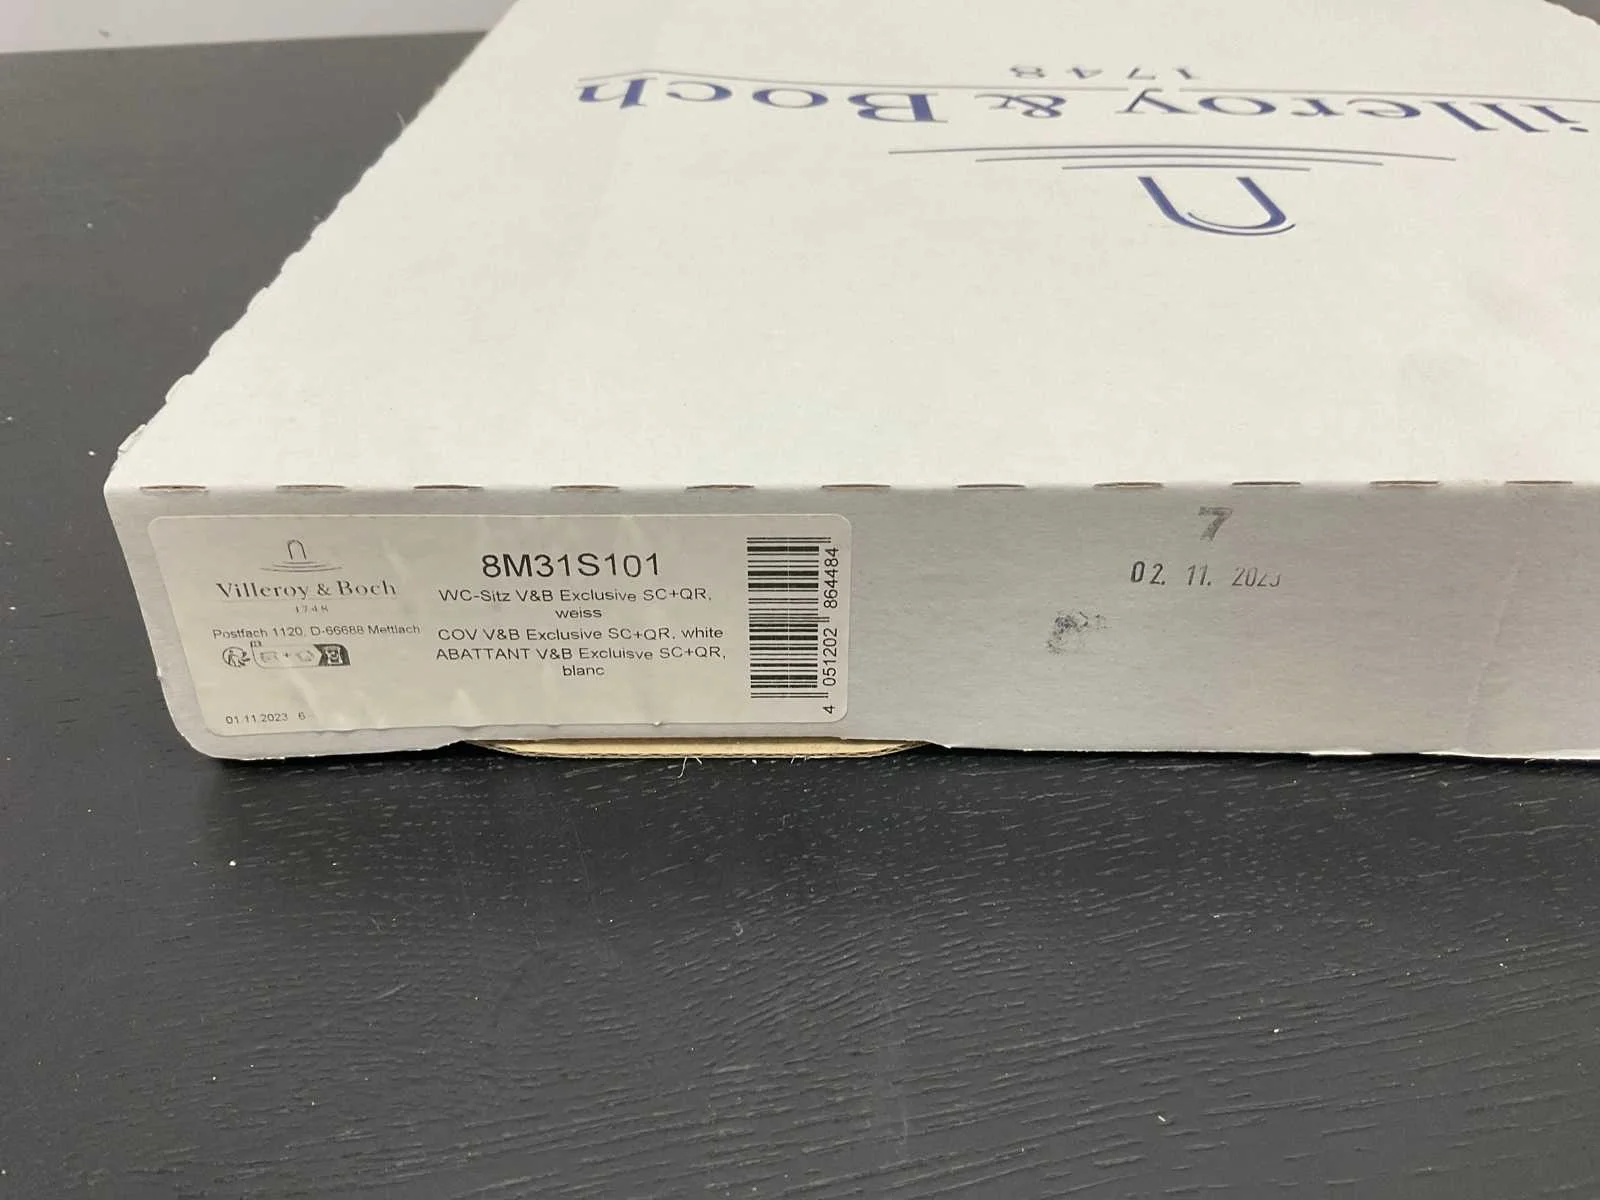 1748
illeroy & Boch
Villeroy & Boch
1748
Postfach 1120, D-66688 Mettlach
01.11.2023 6
8M31S101
WC-Sitz V&B Exclusive SC+QR,
weiss
COV V&B Exclusive SC+QR, white
ABATTANT V&B Excluisve SC+QR,
blanc
4 051202 864484
7
02. 11. 2023